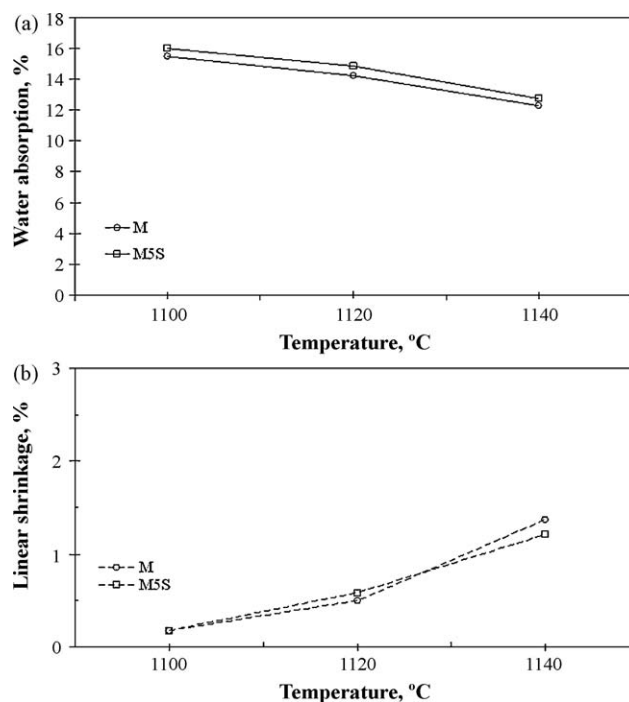 (a)
18
16
14
12
10
8
6
4
2
0
Water absorption, %
M
M5S
1100
1120
1140
Temperature, ºC
(b)
3
2
1
0
Linear shrinkage, %
M
M5S
1100
1120
1140
Temperature, ºC